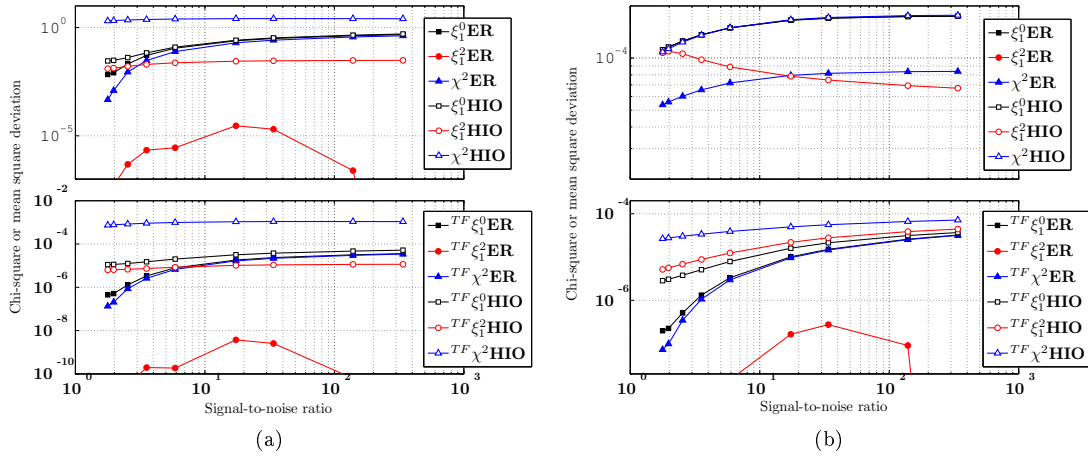 Chi-square or mean square deviation
10^0
10^-5
ξ_1^0 ER
ξ_1^2 ER
χ^2 ER
ξ_1^0 HIO
ξ_1^2 HIO
χ^2 HIO
10^-2
10^-4
10^-6
10^-8
10^-10
10^0
10^1
10^2
10^3
TF ξ_1^0 ER
TF ξ_1^2 ER
TF χ^2 ER
TF ξ_1^0 HIO
TF ξ_1^2 HIO
TF χ^2 HIO
Signal-to-noise ratio
(a)
Chi-square or mean square deviation
10^-4
ξ_1^0 ER
ξ_1^2 ER
χ^2 ER
ξ_1^0 HIO
ξ_1^2 HIO
χ^2 HIO
10^-4
10^-6
10^0
10^1
10^2
10^3
TF ξ_1^0 ER
TF ξ_1^2 ER
TF χ^2 ER
TF ξ_1^0 HIO
TF ξ_1^2 HIO
TF χ^2 HIO
Signal-to-noise ratio
(b)